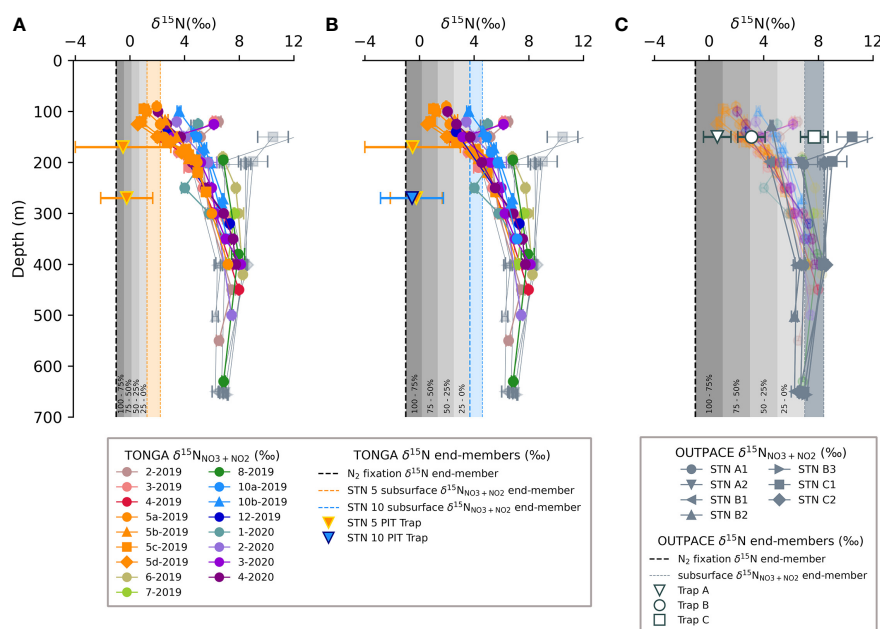 A
δ¹⁵N(‰)
-4 0 4 8 12
0
100
200
300
400
500
600
700
Depth (m)
100 - 75%
75 - 50%
50 - 25%
25 - 0%
B
δ¹⁵N(‰)
-4 0 4 8 12
100 - 75%
75 - 50%
50 - 25%
25 - 0%
C
δ¹⁵N(‰)
-4 0 4 8 12
100 - 75%
75 - 50%
50 - 25%
25 - 0%
TONGA δ¹⁵N_NO3+NO2 (‰)
2-2019
3-2019
4-2019
5a-2019
5b-2019
5c-2019
5d-2019
6-2019
7-2019
8-2019
10a-2019
10b-2019
12-2019
1-2020
2-2020
3-2020
4-2020
TONGA δ¹⁵N end-members (‰)
N₂ fixation δ¹⁵N end-member
STN 5 subsurface δ¹⁵N_NO3+NO2 end-member
STN 10 subsurface δ¹⁵N_NO3+NO2 end-member
STN 5 PIT Trap
STN 10 PIT Trap
OUTPACE δ¹⁵N_NO3+NO2 (‰)
STN A1
STN A2
STN B1
STN B2
STN B3
STN C1
STN C2
OUTPACE δ¹⁵N end-members (‰)
N₂ fixation δ¹⁵N end-member
subsurface δ¹⁵N_NO3+NO2 end-member
Trap A
Trap B
Trap C